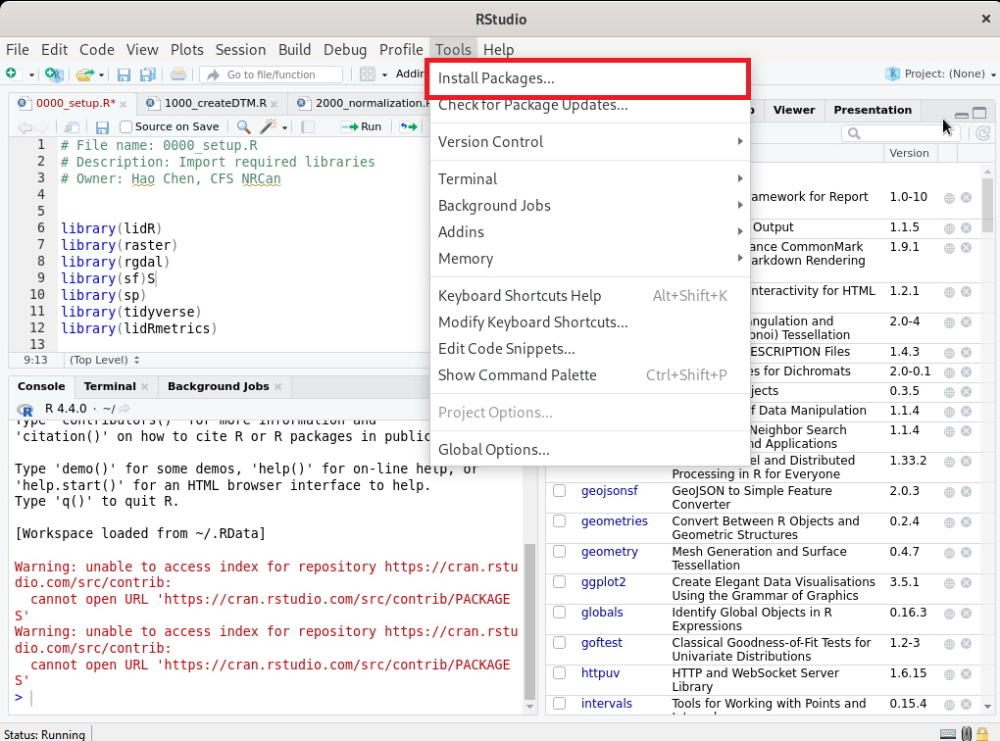 RStudio
File Edit Code View Plots Session Build Debug Profile Tools Help
Go to file/function
Project: (None)
Install Packages...
Check for Package Updates...
Version Control
Terminal
Background Jobs
Addins
Memory
Keyboard Shortcuts Help Alt+Shift+K
Modify Keyboard Shortcuts...
Edit Code Snippets...
Show Command Palette Ctrl+Shift+P
Project Options...
Global Options...
0000_setup.R* 1000_createDTM.R
Source on Save Run
1 # File name: 0000_setup.R
2 # Description: Import required libraries
3 # Owner: Hao Chen, CFS NRCan
4
5
6 library(lidR)
7 library(raster)
8 library(rgdal)
9 library(sf)S
10 library(sp)
11 library(tidyverse)
12 library(lidRmetrics)
13
9:13 (Top Level)
Console Terminal Background Jobs
R 4.4.0 · ~/
Type 'contributors()' for more information and
'citation()' on how to cite R or R packages in public
Type 'demo()' for some demos, 'help()' for on-line help, or
'help.start()' for an HTML browser interface to help.
Type 'q()' to quit R.
[Workspace loaded from ~/.RData]
Warning: unable to access index for repository https://cran.rstu
dio.com/src/contrib:
cannot open URL 'https://cran.rstudio.com/src/contrib/PACKAGE
S'
Warning: unable to access index for repository https://cran.rstu
dio.com/src/contrib:
cannot open URL 'https://cran.rstudio.com/src/contrib/PACKAGE
S'
>
Viewer Presentation
Version
amework for Report 1.0-10
Output 1.1.5
ance CommonMark 1.9.1
arkdown Rendering
nteractivity for HTML 1.2.1
angulation and 2.0-4
onoi) Tessellation
ESCRIPTION Files 1.4.3
es for Dichromats 2.0-0.1
jects 0.3.5
f Data Manipulation 1.1.4
Neighbor Search 1.1.4
nd Applications
el and Distributed 1.33.2
Processing in R for Everyone
geojsonsf GeoJSON to Simple Feature 2.0.3
Converter
geometries Convert Between R Objects and 0.2.4
Geometric Structures
geometry Mesh Generation and Surface 0.4.7
Tessellation
ggplot2 Create Elegant Data Visualisations 3.5.1
Using the Grammar of Graphics
globals Identify Global Objects in R 0.16.3
Expressions
goftest Classical Goodness-of-Fit Tests for 1.2-3
Univariate Distributions
httpuv HTTP and WebSocket Server 1.6.15
Library
intervals Tools for Working with Points and 0.15.4
Status: Running